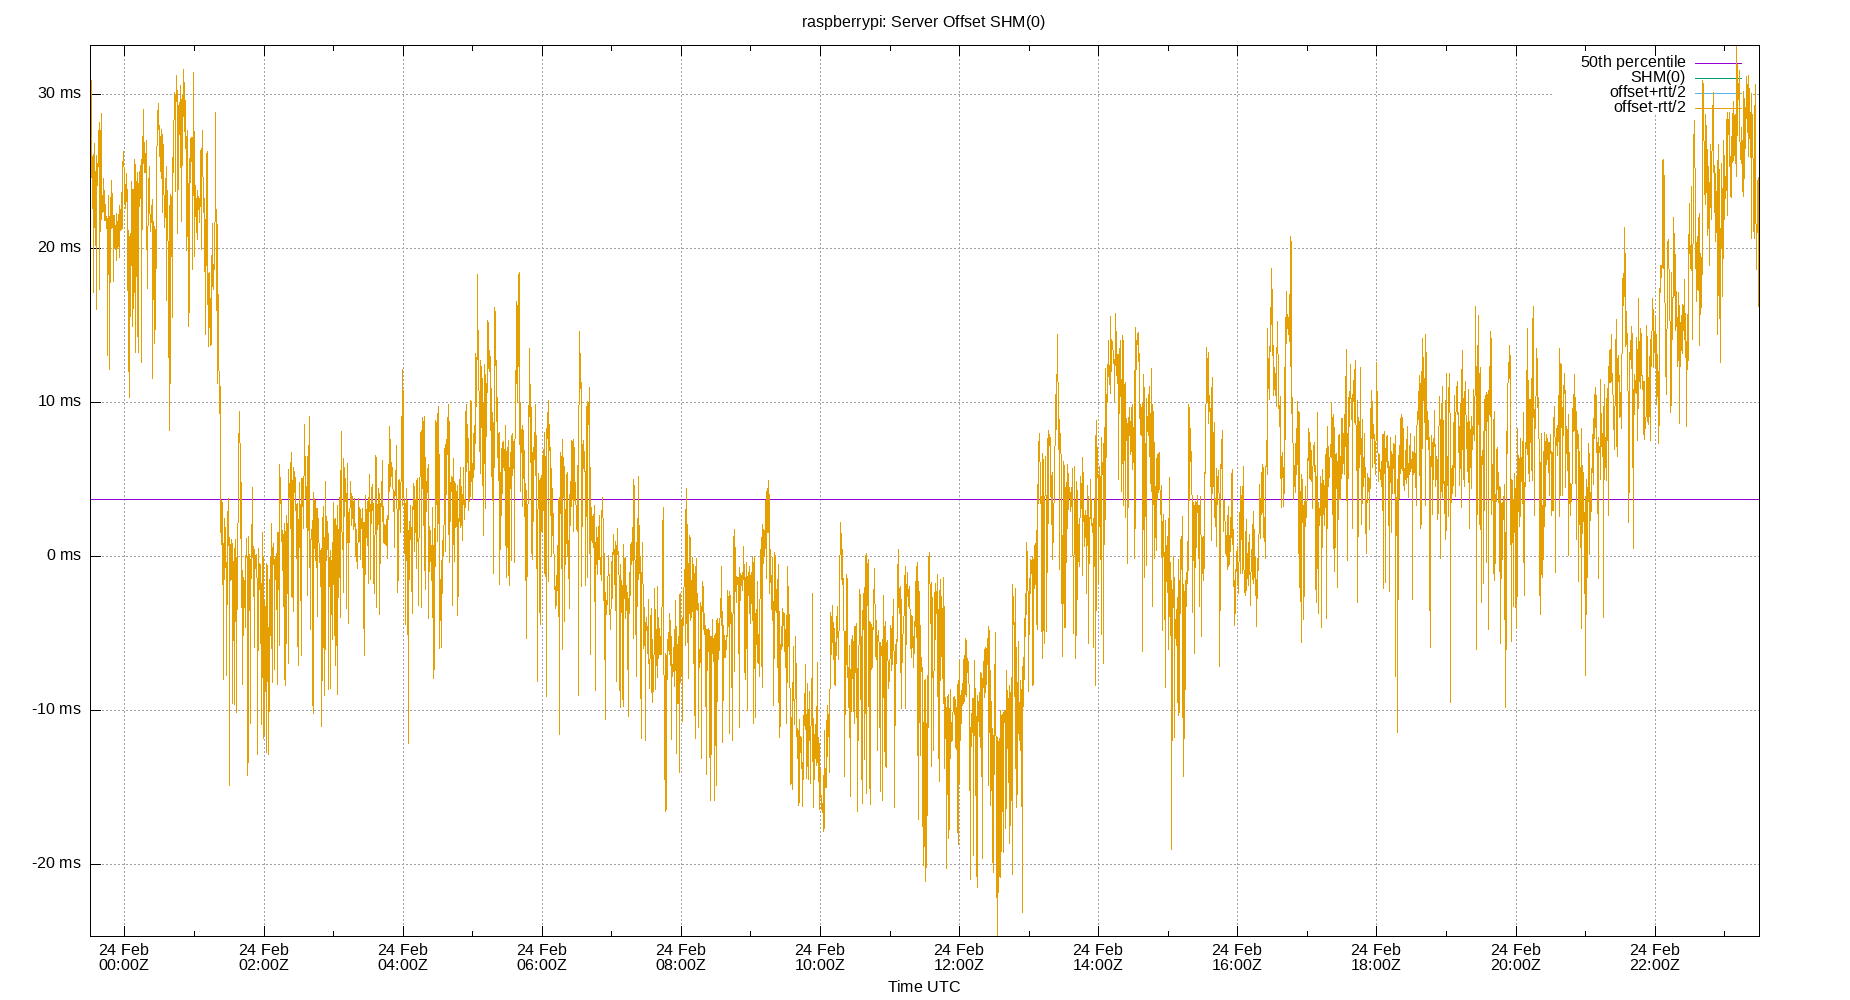 raspberrypi: Server Offset SHM(0)
50th percentile
SHM(0)
offset+rtt/2
offset-rtt/2
30 ms
20 ms
10 ms
0 ms
-10 ms
-20 ms
24 Feb 24 Feb 24 Feb 24 Feb 24 Feb 24 Feb 24 Feb 24 Feb 24 Feb 24 Feb 24 Feb 24 Feb
00:00Z 02:00Z 04:00Z 06:00Z 08:00Z 10:00Z 12:00Z 14:00Z 16:00Z 18:00Z 20:00Z 22:00Z
Time UTC